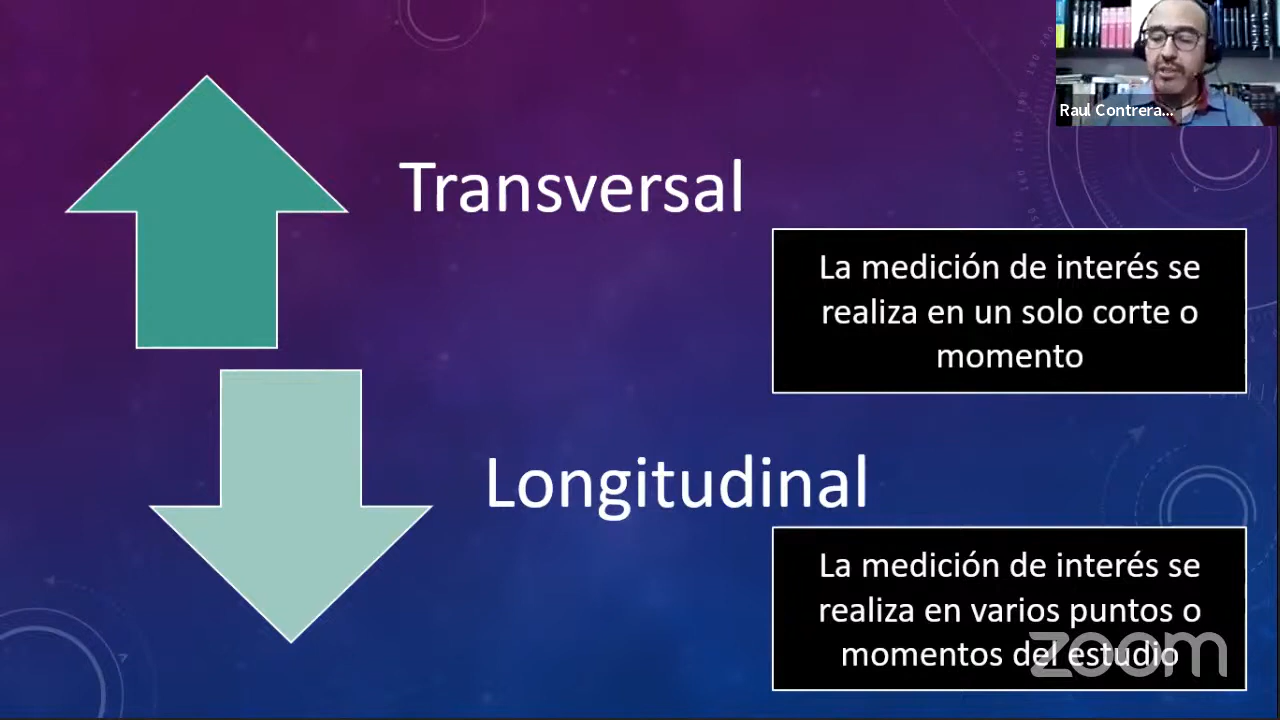 Raul Contrera...
Transversal
La medición de interés se
realiza en un solo corte o
momento
Longitudinal
La medición de interés se
realiza en varios puntos o
momentos del estudio
zoom